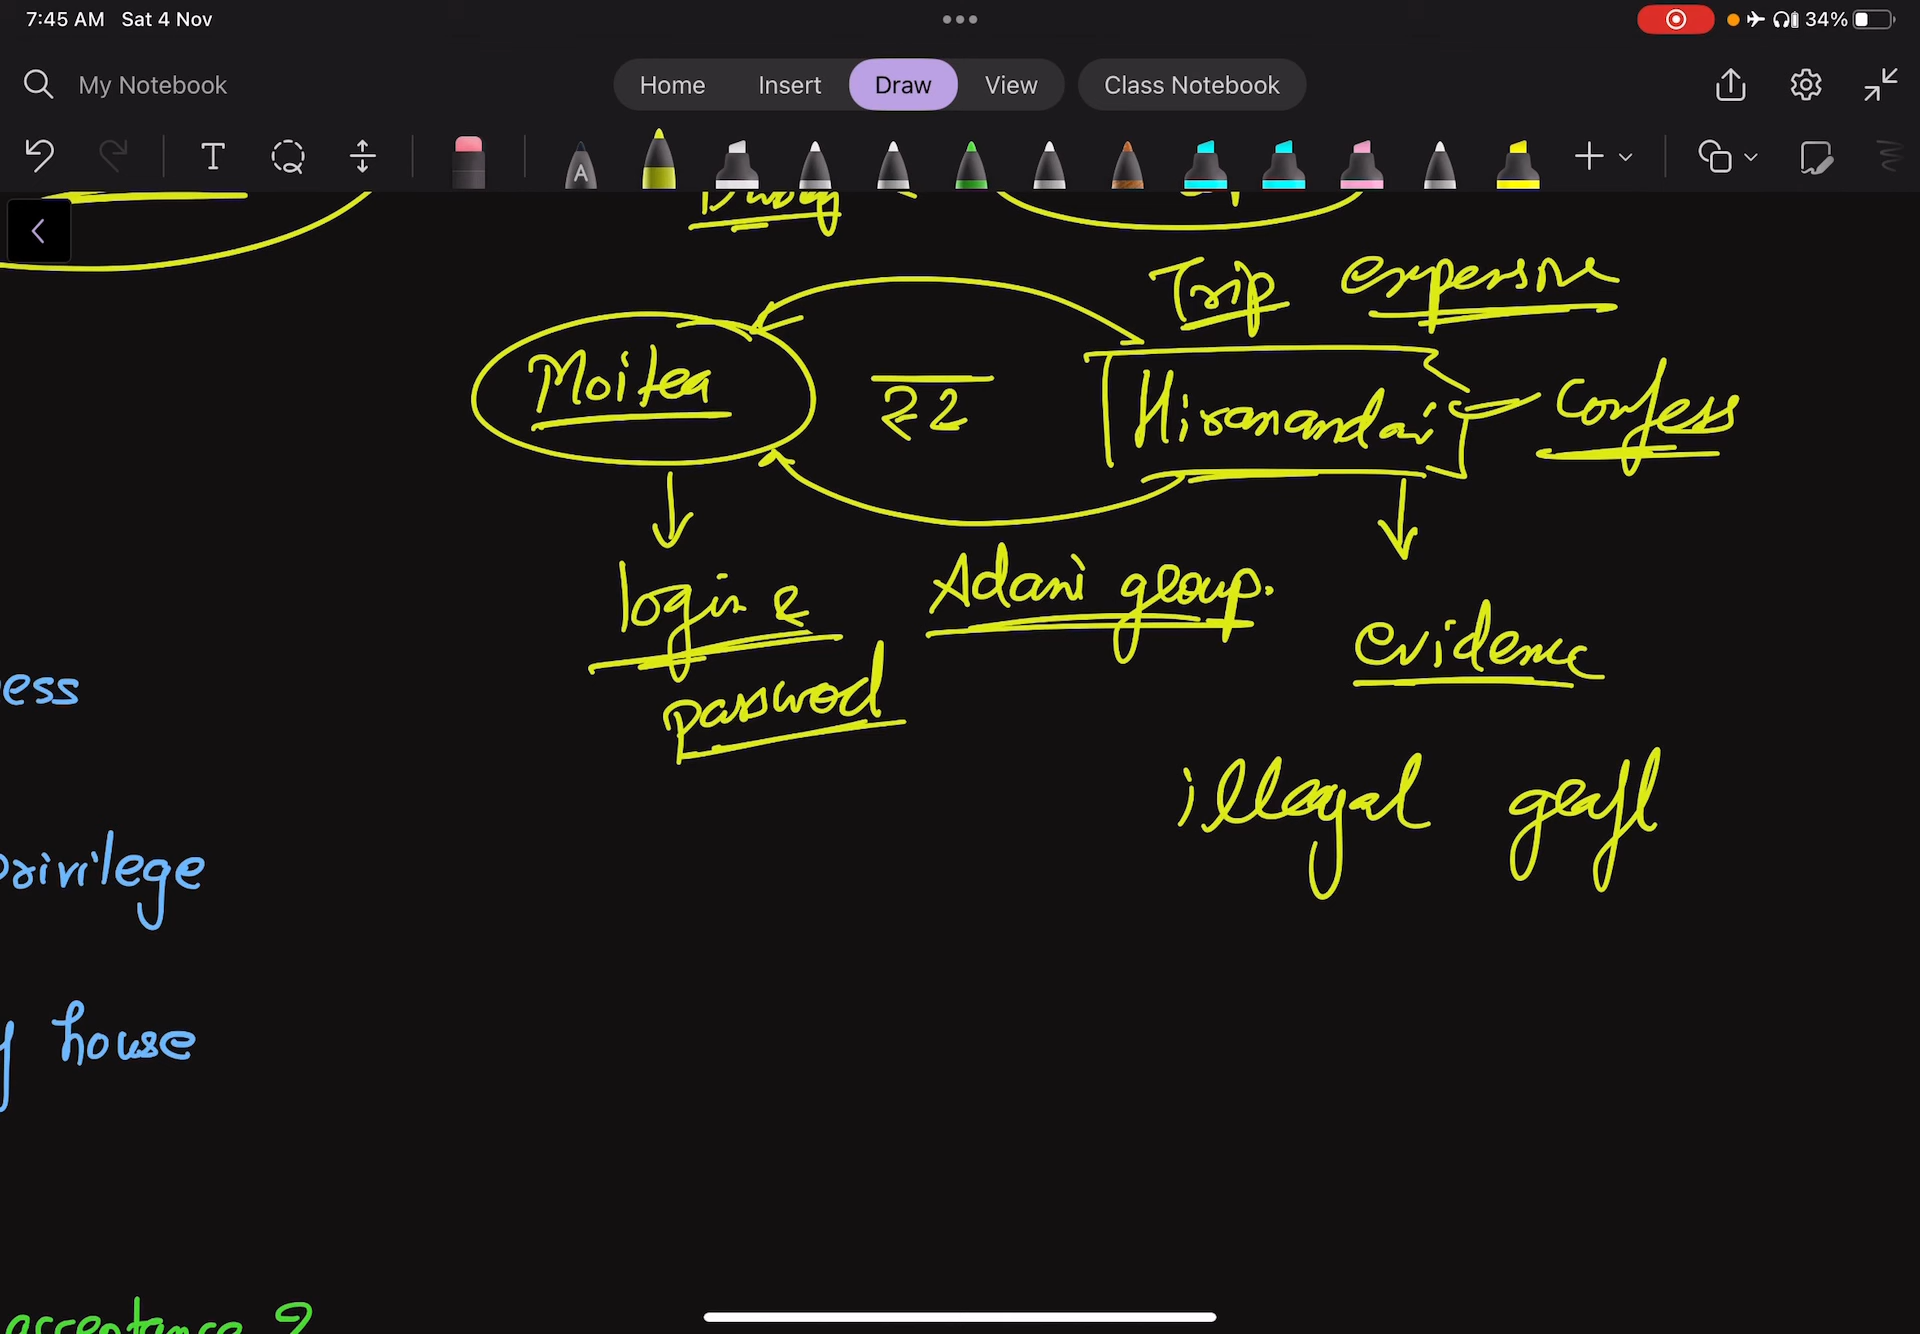 7:45 AM Sat 4 Nov
34%
My Notebook
Home Insert Draw View Class Notebook
T
A
Trip expensive
Moitra ₹2 Hiranandani Confess
login & Adani group.
password evidence
ess
illegal graft
privilege
y house
acceptance ?